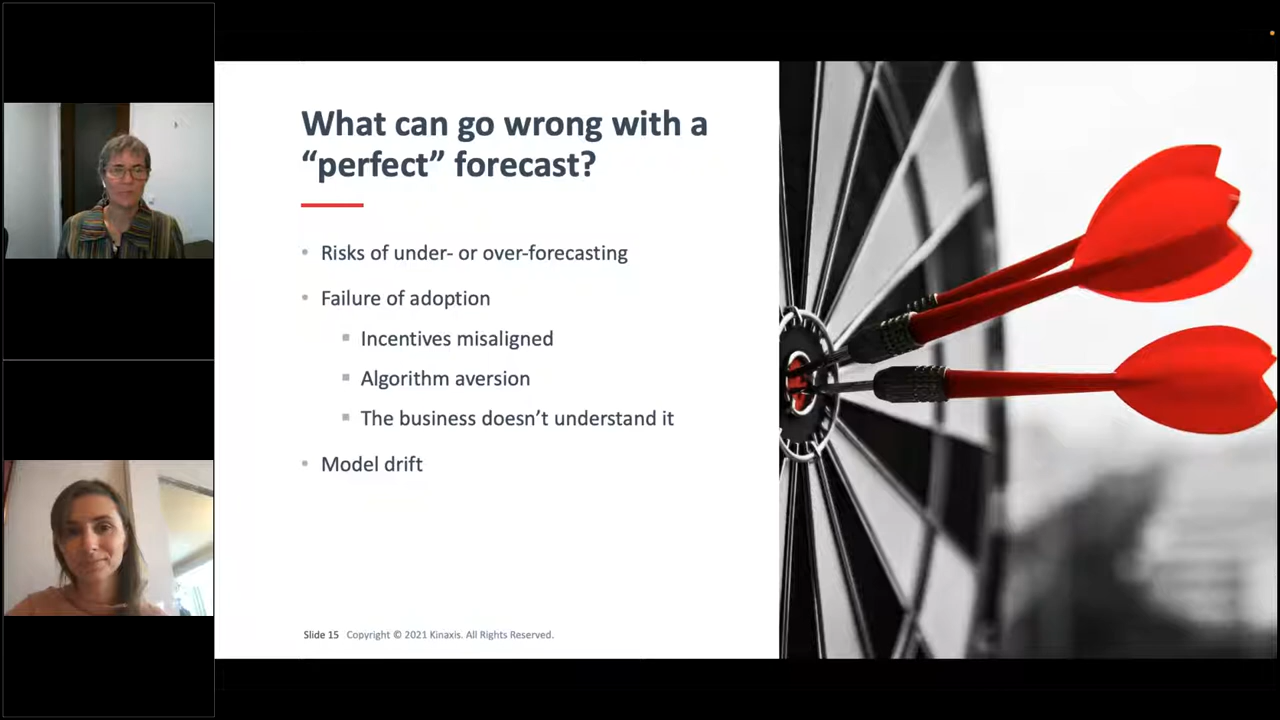 What can go wrong with a
“perfect” forecast?
Risks of under- or over-forecasting
Failure of adoption
Incentives misaligned
Algorithm aversion
The business doesn’t understand it
Model drift
Slide 15 Copyright © 2021 Kinaxis. All Rights Reserved.